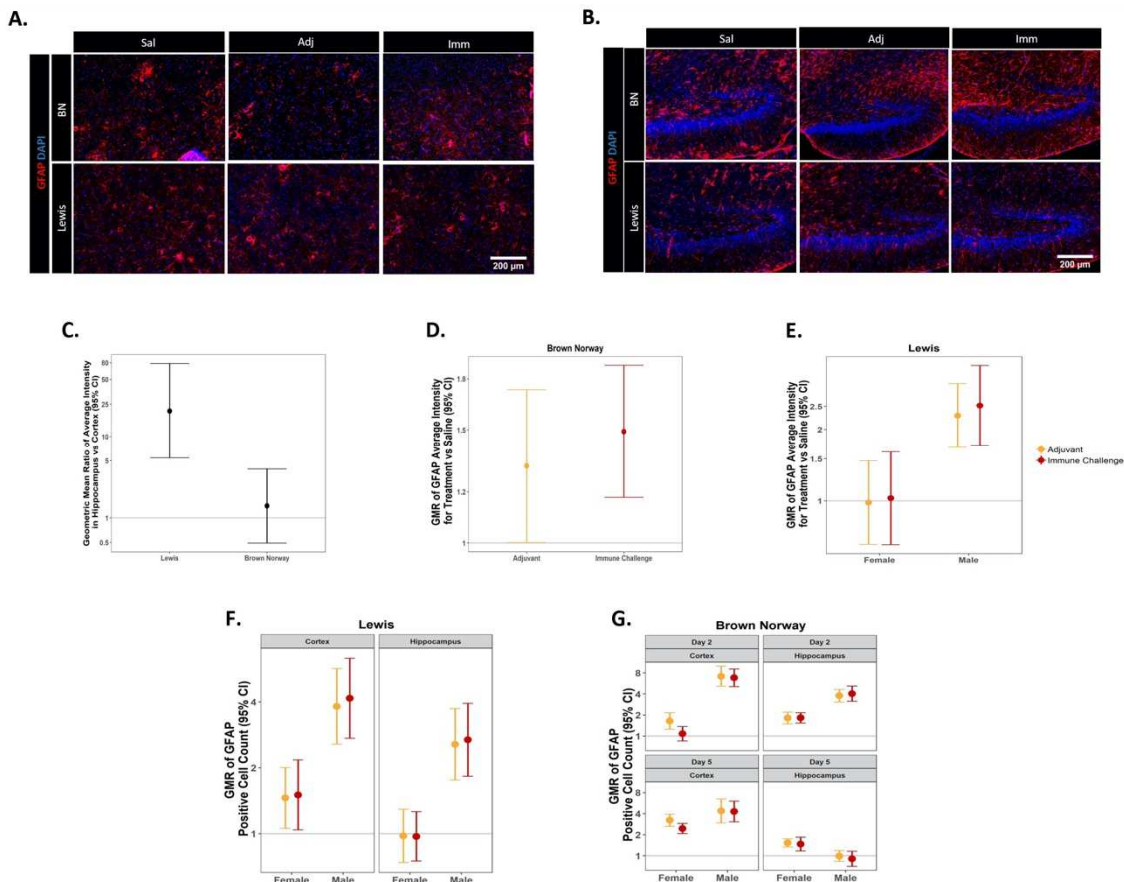 A.
Sal Adj Imm
GFAP DAPI
BN
Lewis
200 µm
B.
Sal Adj Imm
GFAP DAPI
BN
Lewis
200 µm
C.
Geometric Mean Ratio of Average Intensity
in Hippocampus vs Cortex (95% CI)
50
25
10
5
1
0.5
Lewis Brown Norway
D.
Brown Norway
GMR of GFAP Average Intensity
for Treatment vs Saline (95% CI)
1.8
1.5
1.2
1
Adjuvant Immune Challenge
E.
Lewis
GMR of GFAP Average Intensity
for Treatment vs Saline (95% CI)
2.5
2
1.5
1
Female Male
Adjuvant
Immune Challenge
F.
Lewis
Cortex Hippocampus
GMR of GFAP
Positive Cell Count (95% CI)
4
2
1
Female Male Female Male
G.
Brown Norway
Day 2 Day 2
Cortex Hippocampus
GMR of GFAP
Positive Cell Count (95% CI)
8
4
2
1
Day 5 Day 5
Cortex Hippocampus
8
4
2
1
Female Male Female Male